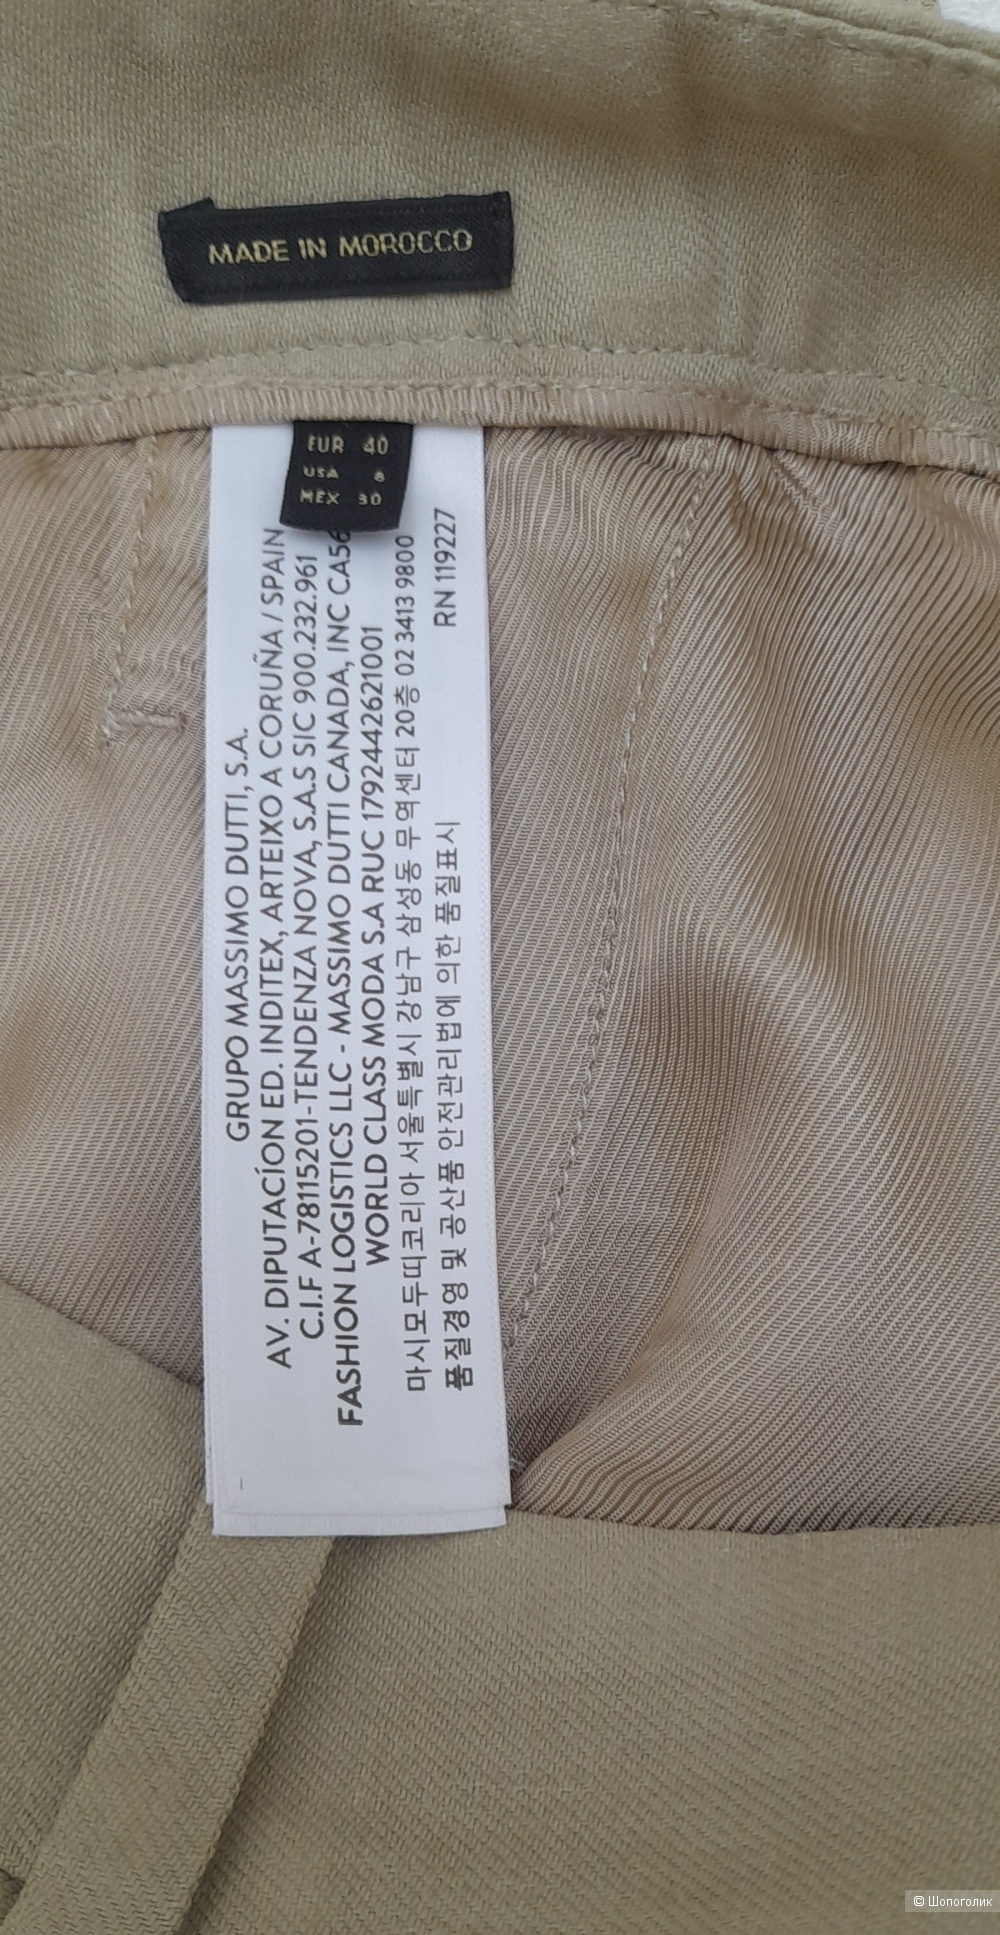 MADE IN MOROCCO
EUR 40
USA 8
MEX 30
GRUPO MASSIMO DUTTI, S.A.
AV. DIPUTACÍON ED. INDITEX, ARTEIXO A CORUÑA / SPAIN
C.I.F A-78115201-TENDENZA NOVA, S.A.S SIC 900.232.961
FASHION LOGISTICS LLC - MASSIMO DUTTI CANADA, INC CA56
WORLD CLASS MODA S.A RUC 1792442621001
마시모두띠코리아 서울특별시 강남구 삼성동 무역센터 20층 02 3413 9800
품질경영 및 공산품 안전관리법에 의한 품질표시 RN 119227
© Шопоголик